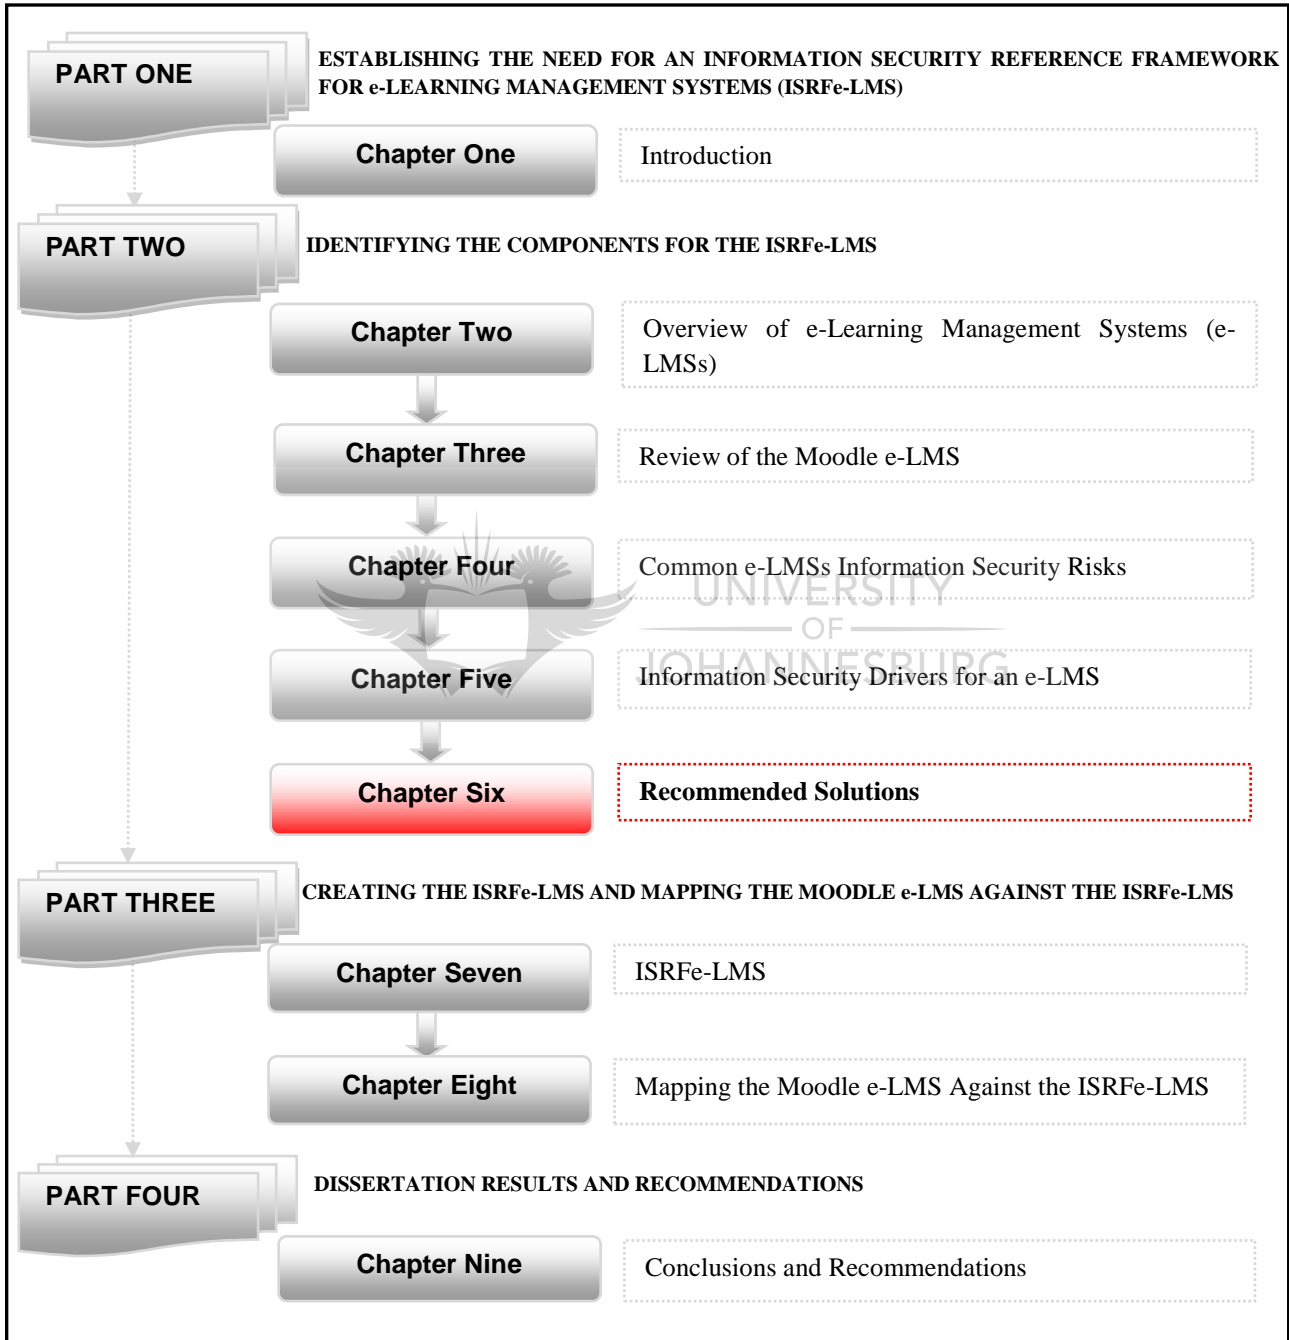 PART ONE
ESTABLISHING THE NEED FOR AN INFORMATION SECURITY REFERENCE FRAMEWORK
FOR e-LEARNING MANAGEMENT SYSTEMS (ISRFe-LMS)
Chapter One
Introduction
PART TWO
IDENTIFYING THE COMPONENTS FOR THE ISRFe-LMS
Chapter Two
Overview of e-Learning Management Systems (e-
LMSs)
Chapter Three
Review of the Moodle e-LMS
Chapter Four
Common e-LMSs Information Security Risks
UNIVERSITY
OF
JOHANNESBURG
Chapter Five
Information Security Drivers for an e-LMS
Chapter Six
Recommended Solutions
PART THREE
CREATING THE ISRFe-LMS AND MAPPING THE MOODLE e-LMS AGAINST THE ISRFe-LMS
Chapter Seven
ISRFe-LMS
Chapter Eight
Mapping the Moodle e-LMS Against the ISRFe-LMS
PART FOUR
DISSERTATION RESULTS AND RECOMMENDATIONS
Chapter Nine
Conclusions and Recommendations